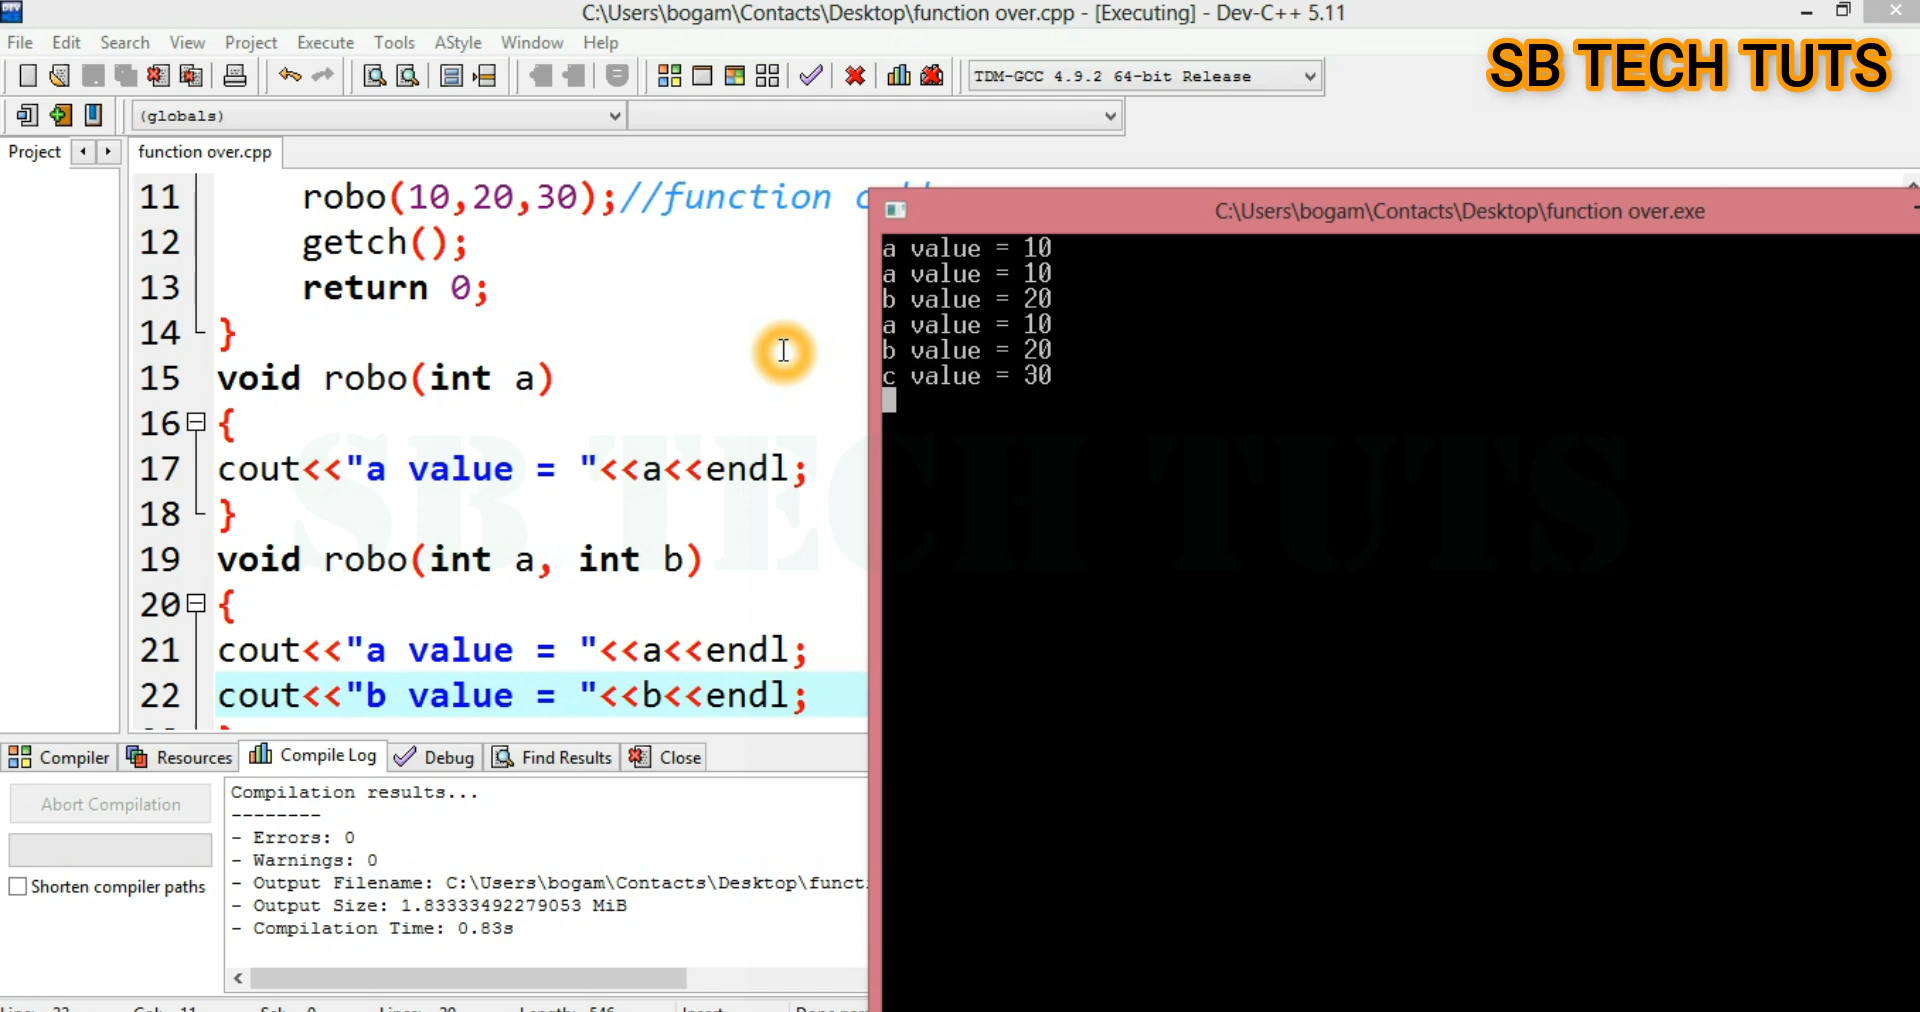 C:\Users\bogam\Contacts\Desktop\function over.cpp - [Executing] - Dev-C++ 5.11
File Edit Search View Project Execute Tools AStyle Window Help
SB TECH TUTS
TDM-GCC 4.9.2 64-bit Release
(globals)
Project
function over.cpp
11 robo(10,20,30);//function
12 getch();
13 return 0;
14 }
15 void robo(int a)
16 {
17 cout<<"a value = "<<a<<endl;
18 }
19 void robo(int a, int b)
20 {
21 cout<<"a value = "<<a<<endl;
22 cout<<"b value = "<<b<<endl;
C:\Users\bogam\Contacts\Desktop\function over.exe
a value = 10
a value = 10
b value = 20
a value = 10
b value = 20
c value = 30
SB TECH TUTS
Compiler Resources Compile Log Debug Find Results Close
Abort Compilation
Shorten compiler paths
Compilation results...
--------
- Errors: 0
- Warnings: 0
- Output Filename: C:\Users\bogam\Contacts\Desktop\functi
- Output Size: 1.83333492279053 MiB
- Compilation Time: 0.83s